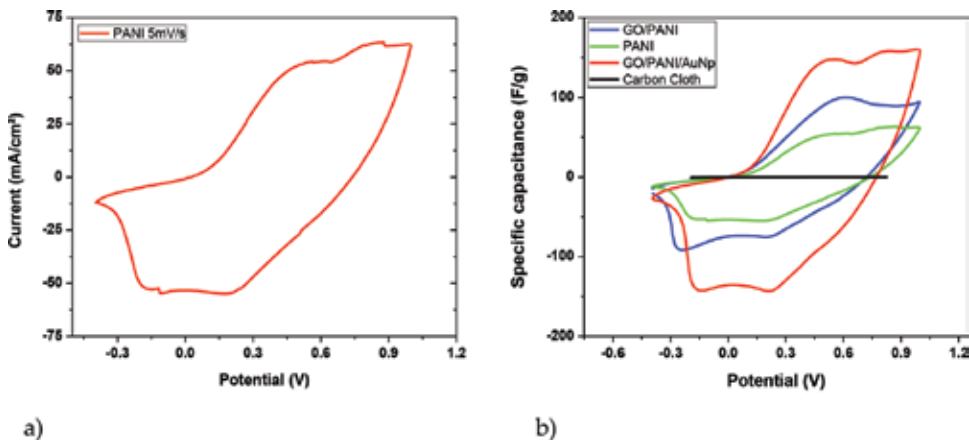 PANI 5mV/s
Current (mA/cm²)
75
50
25
0
-25
-50
-75
-0.3 0.0 0.3 0.6 0.9 1.2
Potential (V)
a)
GO/PANI
PANI
GO/PANI/AuNp
Carbon Cloth
Specific capacitance (F/g)
200
100
0
-100
-200
-0.6 -0.3 0.0 0.3 0.6 0.9 1.2
Potential (V)
b)